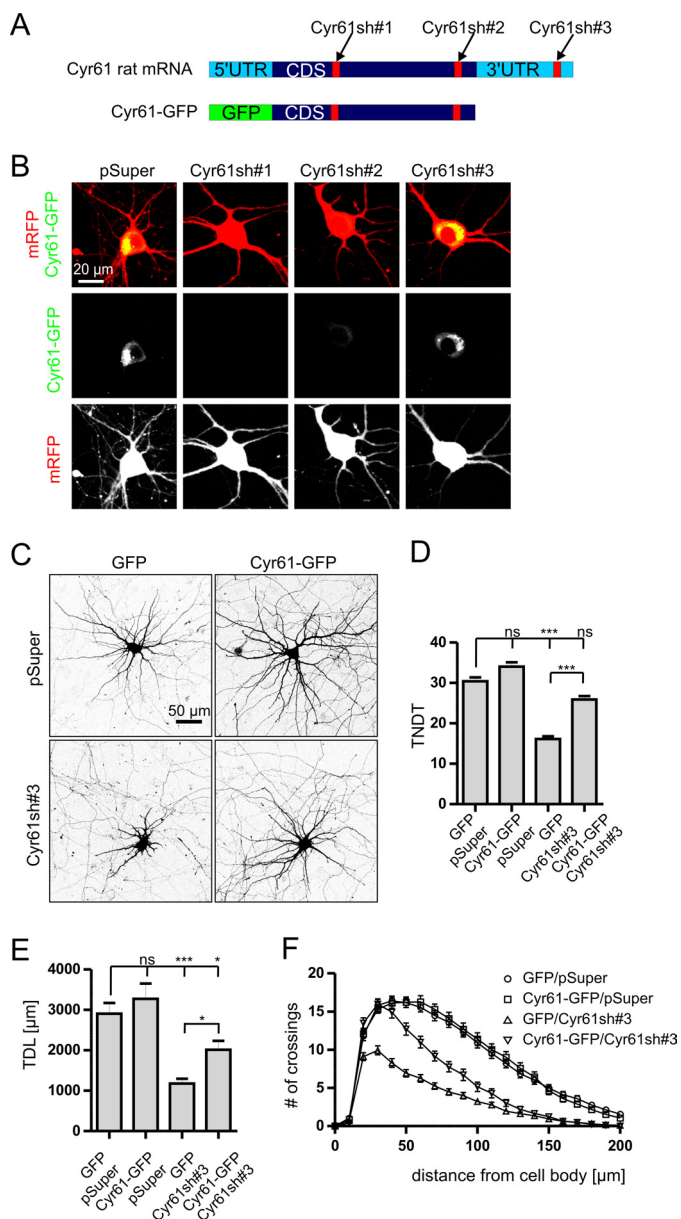 A
Cyr61sh#1 Cyr61sh#2 Cyr61sh#3
Cyr61 rat mRNA 5'UTR CDS 3'UTR
Cyr61-GFP GFP CDS
B
pSuper Cyr61sh#1 Cyr61sh#2 Cyr61sh#3
mRFP
Cyr61-GFP
20 µm
Cyr61-GFP
mRFP
C
GFP Cyr61-GFP
pSuper
50 µm
Cyr61sh#3
D
ns *** ns
***
50
40
30
20
10
0
TNDT
GFP
pSuper
Cyr61-GFP
pSuper
GFP
Cyr61sh#3
Cyr61-GFP
Cyr61sh#3
E
ns *** *
*
4000
3000
2000
1000
0
TDL [µm]
GFP
pSuper
Cyr61-GFP
pSuper
GFP
Cyr61sh#3
Cyr61-GFP
Cyr61sh#3
F
20
15
10
5
0
# of crossings
GFP/pSuper
Cyr61-GFP/pSuper
GFP/Cyr61sh#3
Cyr61-GFP/Cyr61sh#3
0 50 100 150 200
distance from cell body [µm]